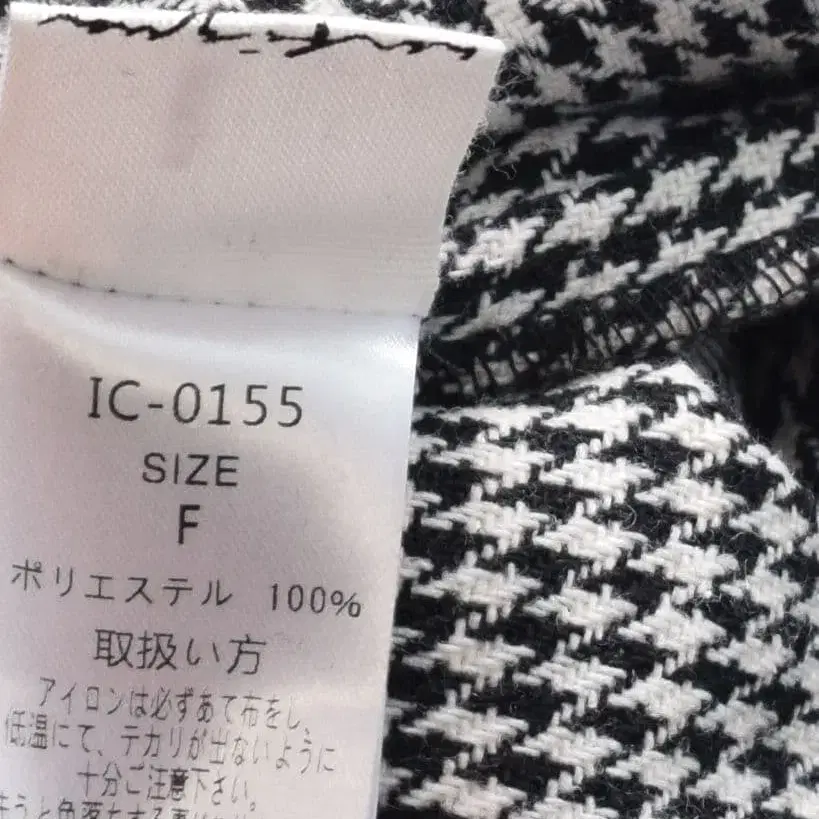 IC-0155
SIZE
F
ポリエステル 100%
取扱い方
アイロンは必ずあて布をし、
低温にて、テカリが出ないように
十分ご注意下さい。